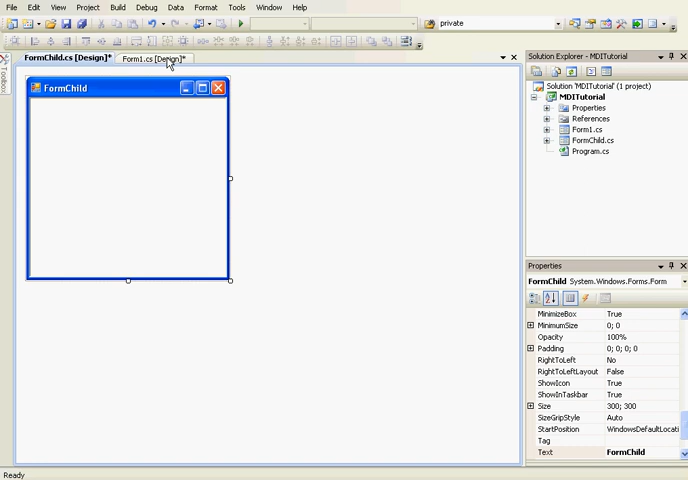 File Edit View Project Build Debug Data Format Tools Window Help
private
FormChild.cs [Design]* Form1.cs [Design]*
Toolbox
FormChild
Solution Explorer - MDITutorial
Solution 'MDITutorial' (1 project)
MDITutorial
Properties
References
Form1.cs
FormChild.cs
Program.cs
Properties
FormChild System.Windows.Forms.Form
MinimizeBox True
MinimumSize 0; 0
Opacity 100%
Padding 0; 0; 0; 0
RightToLeft No
RightToLeftLayout False
ShowIcon True
ShowInTaskbar True
Size 300; 300
SizeGripStyle Auto
StartPosition WindowsDefaultLocati
Tag
Text FormChild
Ready